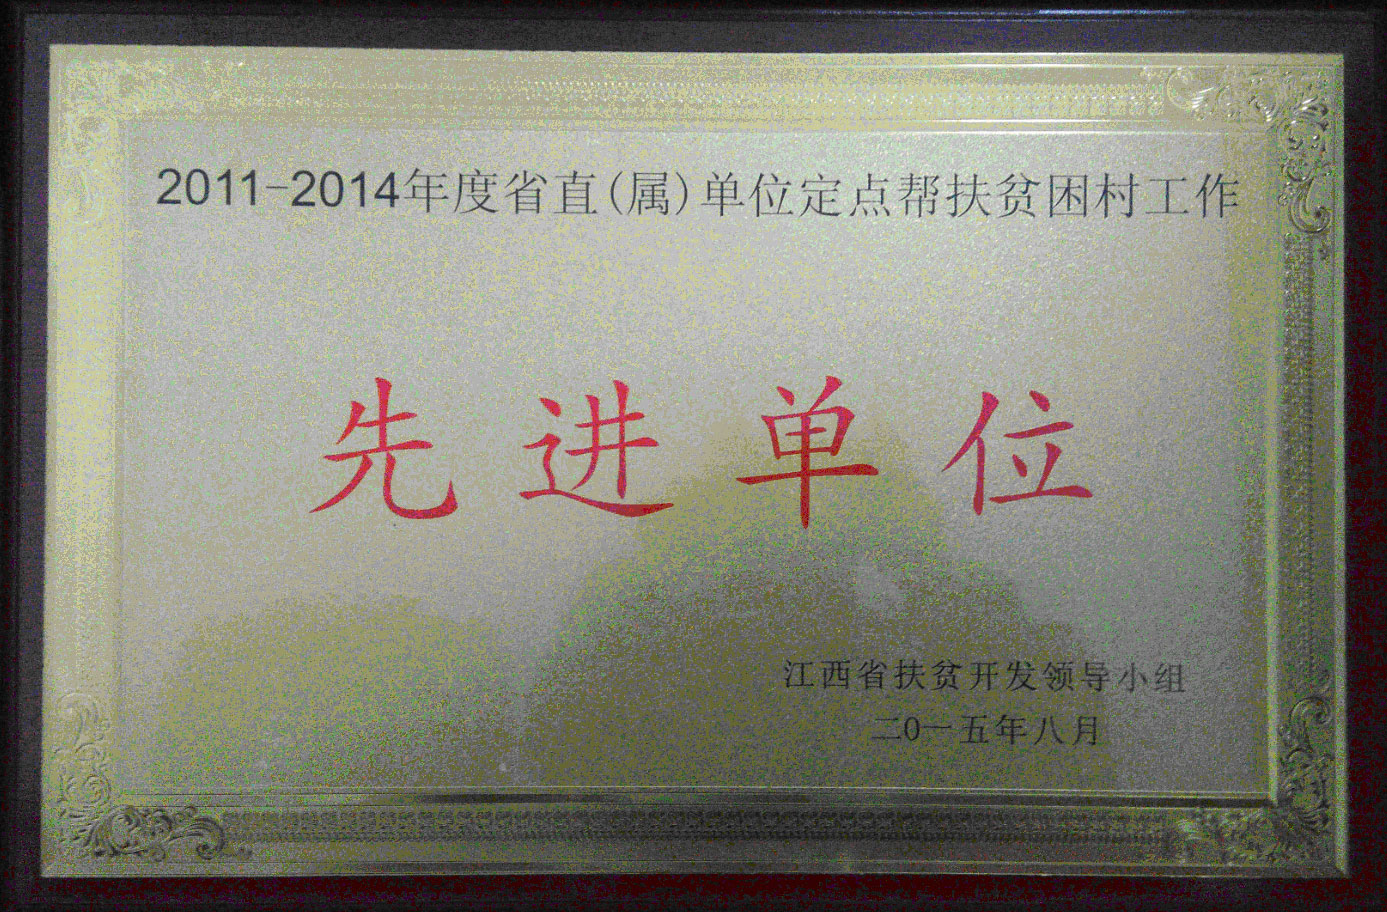 2011-2014年度省直(属)单位定点帮扶贫困村工作
先进单位
江西省扶贫开发领导小组
二0一五年八月